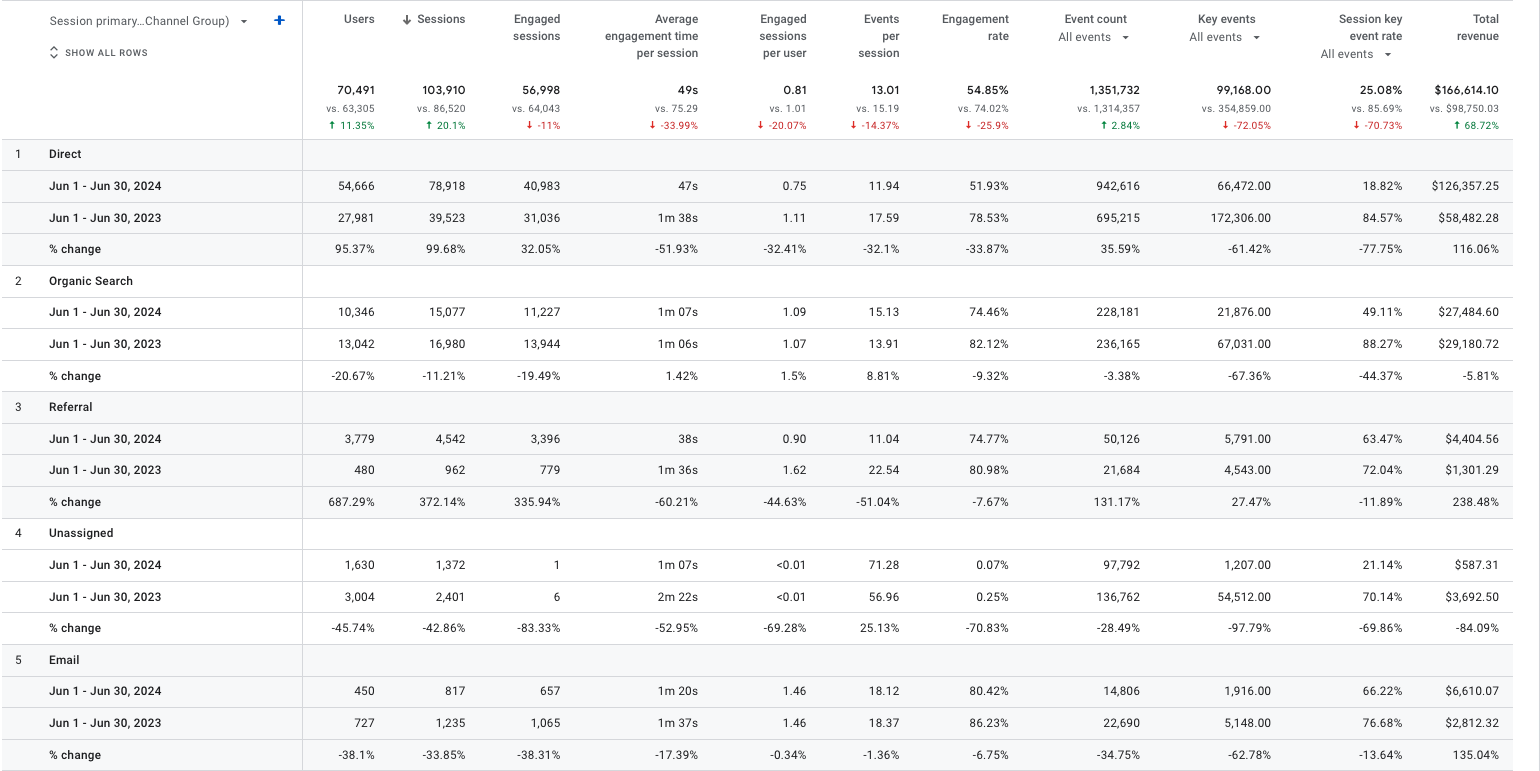 Session primary…Channel Group) Users Sessions Engaged sessions Average engagement time per session Engaged sessions per user Events per session Engagement rate Event count All events Key events All events Session key event rate All events Total revenue
SHOW ALL ROWS
70,491 103,910 56,998 49s 0.81 13.01 54.85% 1,351,732 99,168.00 25.08% $166,614.10
vs. 63,305 vs. 86,520 vs. 64,043 vs. 75.29 vs. 1.01 vs. 15.19 vs. 74.02% vs. 1,314,357 vs. 354,859.00 vs. 85.69% vs. $98,750.03
↑ 11.35% ↑ 20.1% ↓ -11% ↓ -33.99% ↓ -20.07% ↓ -14.37% ↓ -25.9% ↑ 2.84% ↓ -72.05% ↓ -70.73% ↑ 68.72%
1 Direct
Jun 1 - Jun 30, 2024 54,666 78,918 40,983 47s 0.75 11.94 51.93% 942,616 66,472.00 18.82% $126,357.25
Jun 1 - Jun 30, 2023 27,981 39,523 31,036 1m 38s 1.11 17.59 78.53% 695,215 172,306.00 84.57% $58,482.28
% change 95.37% 99.68% 32.05% -51.93% -32.41% -32.1% -33.87% 35.59% -61.42% -77.75% 116.06%
2 Organic Search
Jun 1 - Jun 30, 2024 10,346 15,077 11,227 1m 07s 1.09 15.13 74.46% 228,181 21,876.00 49.11% $27,484.60
Jun 1 - Jun 30, 2023 13,042 16,980 13,944 1m 06s 1.07 13.91 82.12% 236,165 67,031.00 88.27% $29,180.72
% change -20.67% -11.21% -19.49% 1.42% 1.5% 8.81% -9.32% -3.38% -67.36% -44.37% -5.81%
3 Referral
Jun 1 - Jun 30, 2024 3,779 4,542 3,396 38s 0.90 11.04 74.77% 50,126 5,791.00 63.47% $4,404.56
Jun 1 - Jun 30, 2023 480 962 779 1m 36s 1.62 22.54 80.98% 21,684 4,543.00 72.04% $1,301.29
% change 687.29% 372.14% 335.94% -60.21% -44.63% -51.04% -7.67% 131.17% 27.47% -11.89% 238.48%
4 Unassigned
Jun 1 - Jun 30, 2024 1,630 1,372 1 1m 07s <0.01 71.28 0.07% 97,792 1,207.00 21.14% $587.31
Jun 1 - Jun 30, 2023 3,004 2,401 6 2m 22s <0.01 56.96 0.25% 136,762 54,512.00 70.14% $3,692.50
% change -45.74% -42.86% -83.33% -52.95% -69.28% 25.13% -70.83% -28.49% -97.79% -69.86% -84.09%
5 Email
Jun 1 - Jun 30, 2024 450 817 657 1m 20s 1.46 18.12 80.42% 14,806 1,916.00 66.22% $6,610.07
Jun 1 - Jun 30, 2023 727 1,235 1,065 1m 37s 1.46 18.37 86.23% 22,690 5,148.00 76.68% $2,812.32
% change -38.1% -33.85% -38.31% -17.39% -0.34% -1.36% -6.75% -34.75% -62.78% -13.64% 135.04%